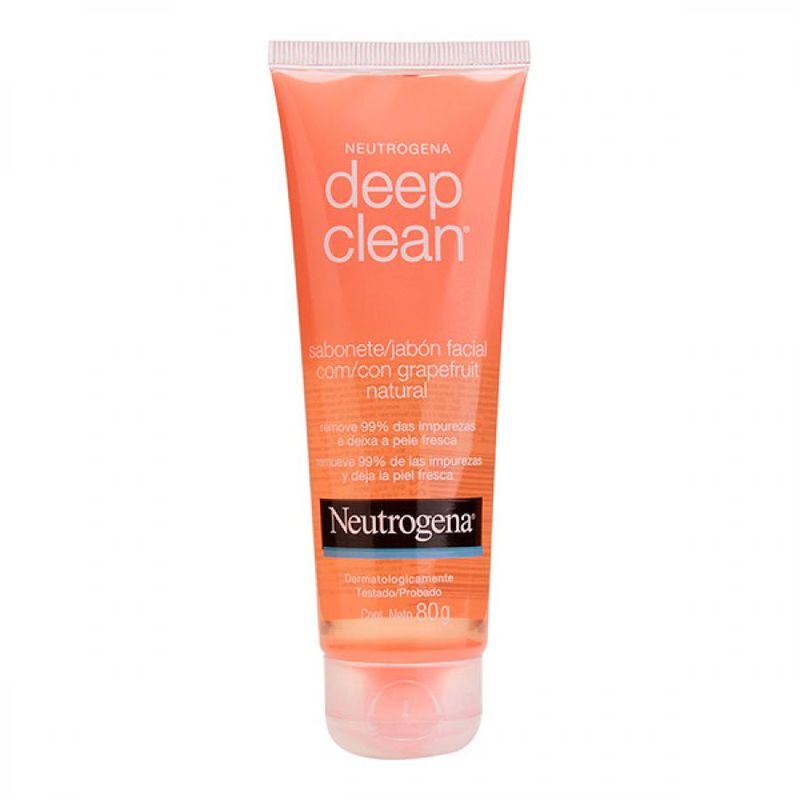 NEUTROGENA
deep
clean®
sabonete/jabón facial
com/con grapefruit
natural
remove 99% das impurezas
e deixa a pele fresca
remueve 99% de las impurezas
y deja la piel fresca
Neutrogena®
Dermatologicamente
Testado/Probado
Cont. Neto 80g